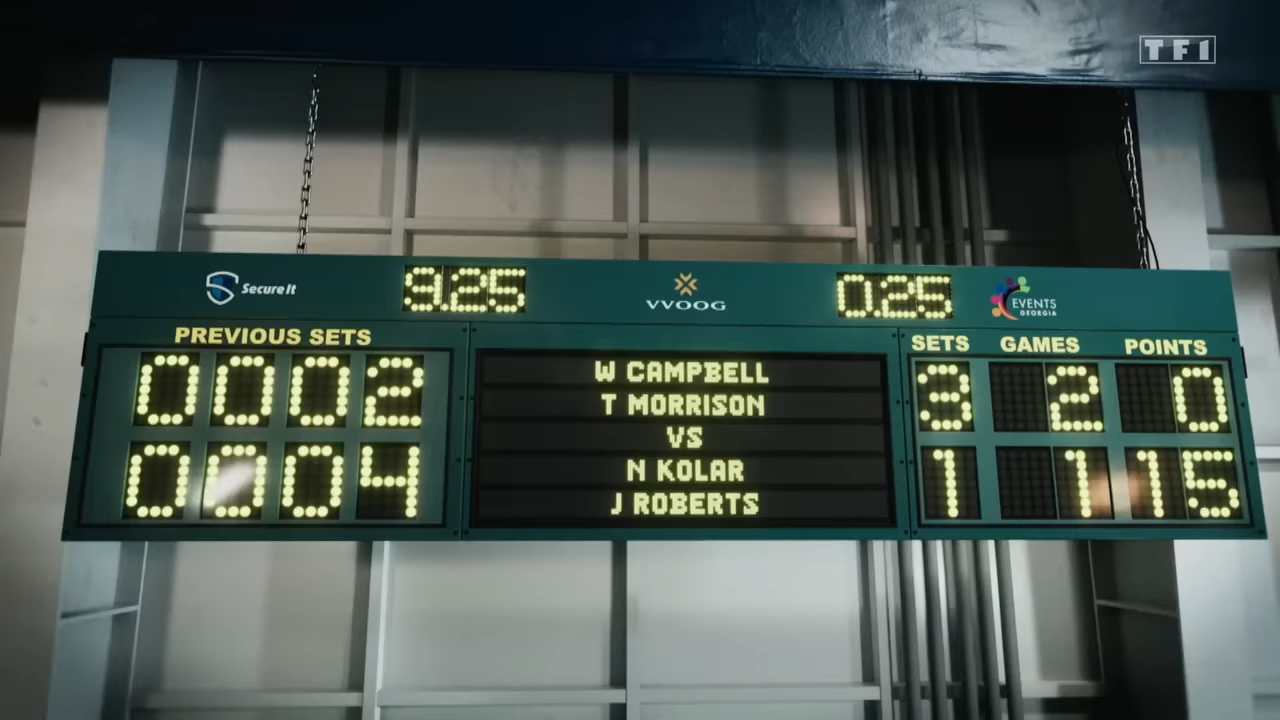 TF1
Secure It
9:25
VVOOG
0.25
EVENTS
GEORGIA
PREVIOUS SETS
SETS GAMES POINTS
0 0 0 2
W CAMPBELL
3 2 0
T MORRISON
VS
0 0 0 4
N KOLAR
1 1 15
J ROBERTS